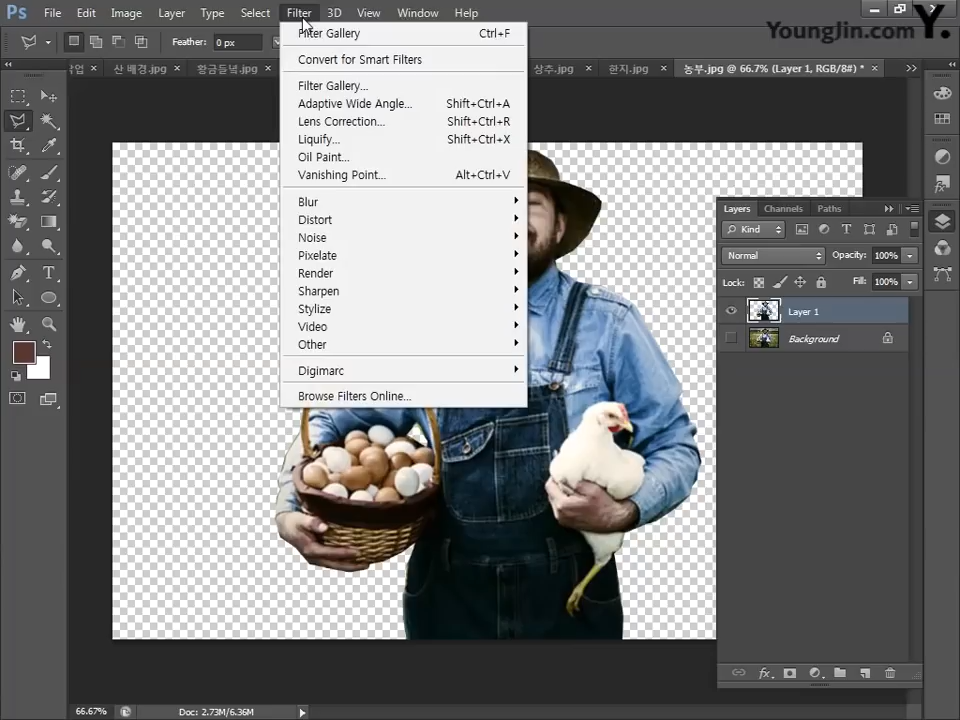 Ps File Edit Image Layer Type Select Filter 3D View Window Help
YoungJin.com Y.
Feather: 0 px
산 배경.jpg × 황금들녘.jpg × 상추.jpg × 한지.jpg × 농부.jpg @ 66.7% (Layer 1, RGB/8#) * ×
Filter Gallery Ctrl+F
Convert for Smart Filters
Filter Gallery...
Adaptive Wide Angle... Shift+Ctrl+A
Lens Correction... Shift+Ctrl+R
Liquify... Shift+Ctrl+X
Oil Paint...
Vanishing Point... Alt+Ctrl+V
Blur
Distort
Noise
Pixelate
Render
Sharpen
Stylize
Video
Other
Digimarc
Browse Filters Online...
Layers Channels Paths
Kind
Normal Opacity: 100%
Lock: Fill: 100%
Layer 1
Background
66.67% Doc: 2.73M/6.36M